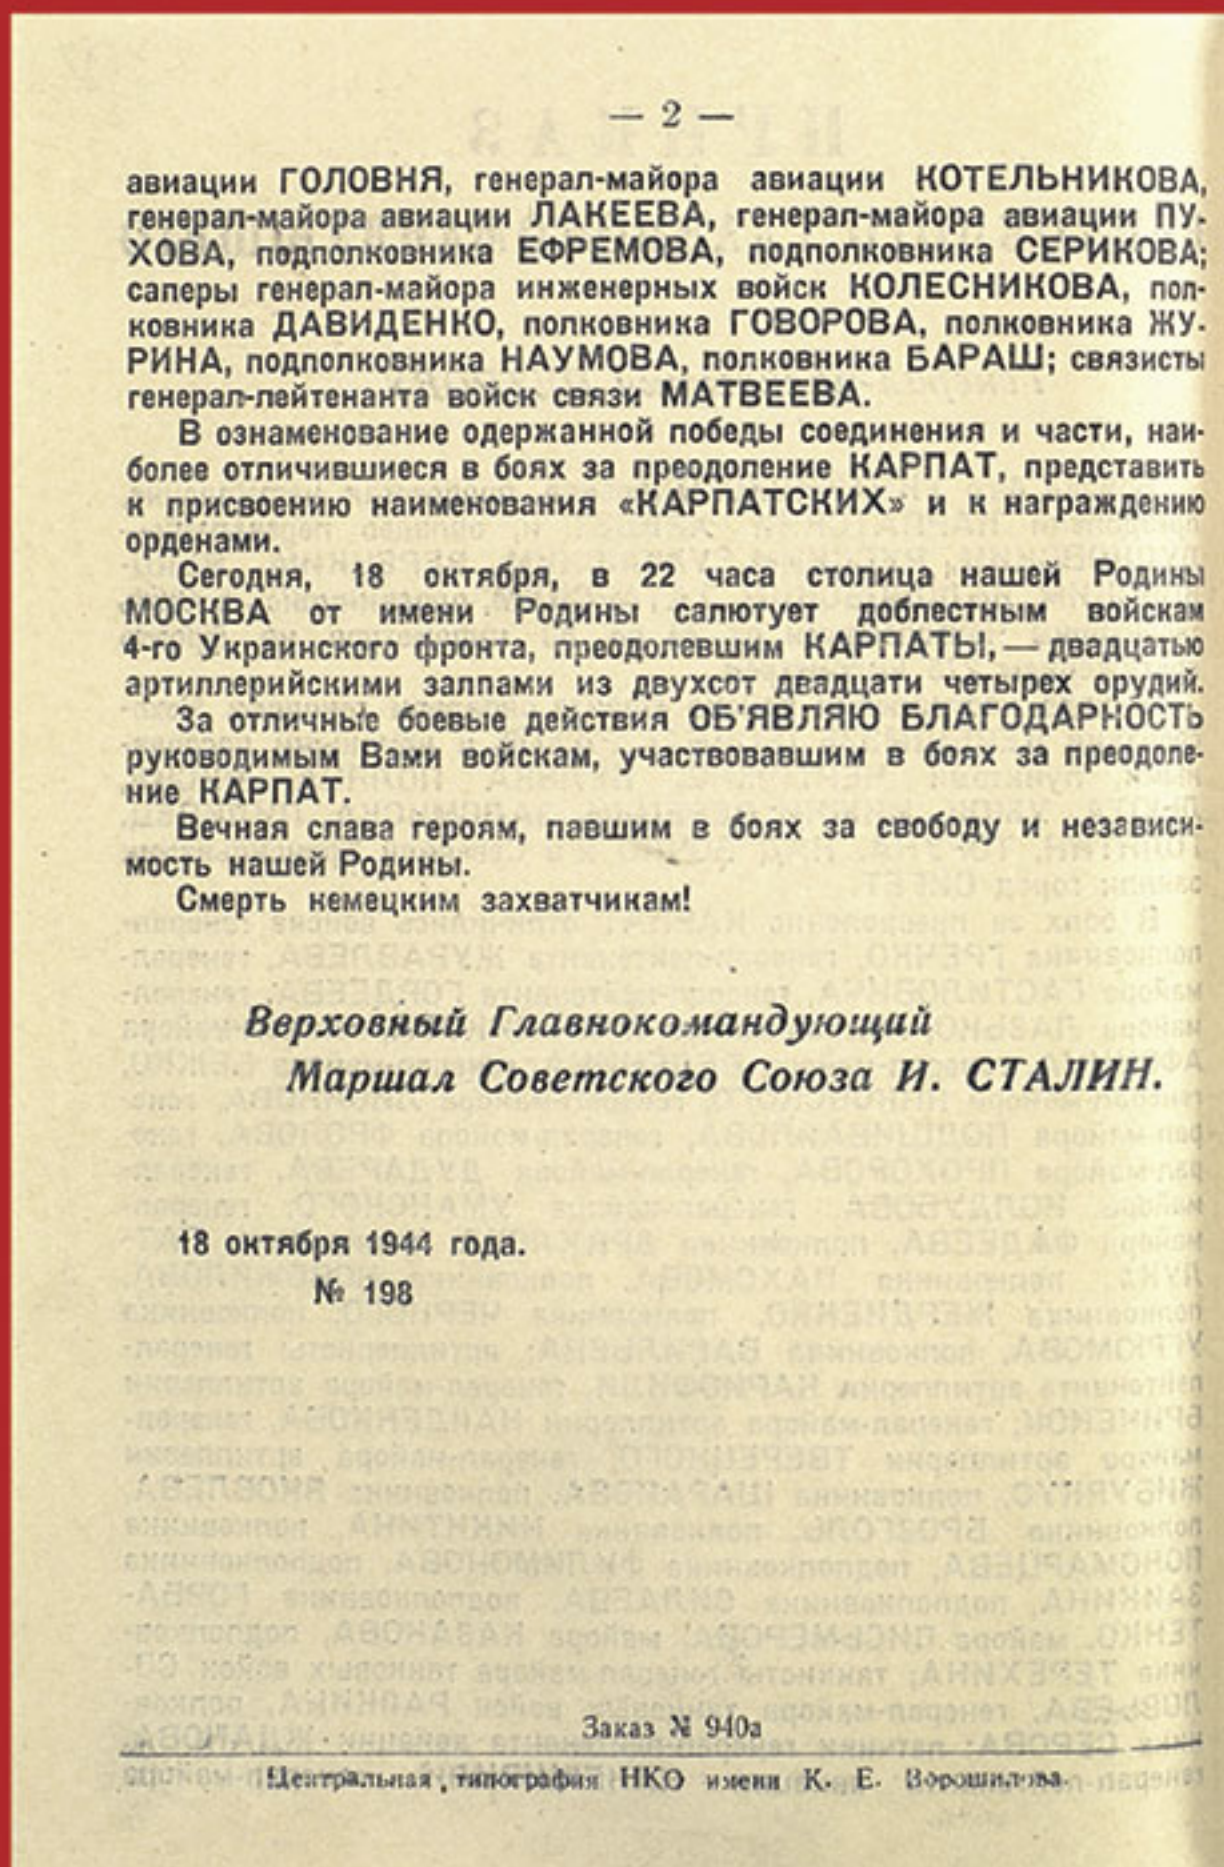 — 2 —
авиации ГОЛОВНЯ, генерал-майора авиации КОТЕЛЬНИКОВА,
генерал-майора авиации ЛАКЕЕВА, генерал-майора авиации ПУ-
ХОВА, подполковника ЕФРЕМОВА, подполковника СЕРИКОВА;
саперы генерал-майора инженерных войск КОЛЕСНИКОВА, пол-
ковника ДАВИДЕНКО, полковника ГОВОРОВА, полковника ЖУ-
РИНА, подполковника НАУМОВА, полковника БАРАШ; связисты
генерал-лейтенанта войск связи МАТВЕЕВА.
В ознаменование одержанной победы соединения и части, наи-
более отличившиеся в боях за преодоление КАРПАТ, представить
к присвоению наименования «КАРПАТСКИХ» и к награждению
орденами.
Сегодня, 18 октября, в 22 часа столица нашей Родины
МОСКВА от имени Родины салютует доблестным войскам
4-го Украинского фронта, преодолевшим КАРПАТЫ, — двадцатью
артиллерийскими залпами из двухсот двадцати четырех орудий.
За отличные боевые действия ОБ'ЯВЛЯЮ БЛАГОДАРНОСТЬ
руководимым Вами войскам, участвовавшим в боях за преодоле-
ние КАРПАТ.
Вечная слава героям, павшим в боях за свободу и независи-
мость нашей Родины.
Смерть немецким захватчикам!
Верховный Главнокомандующий
Маршал Советского Союза И. СТАЛИН.
18 октября 1944 года.
№ 198
Заказ № 940а
Центральная типография НКО имени К. Е. Ворошилова.